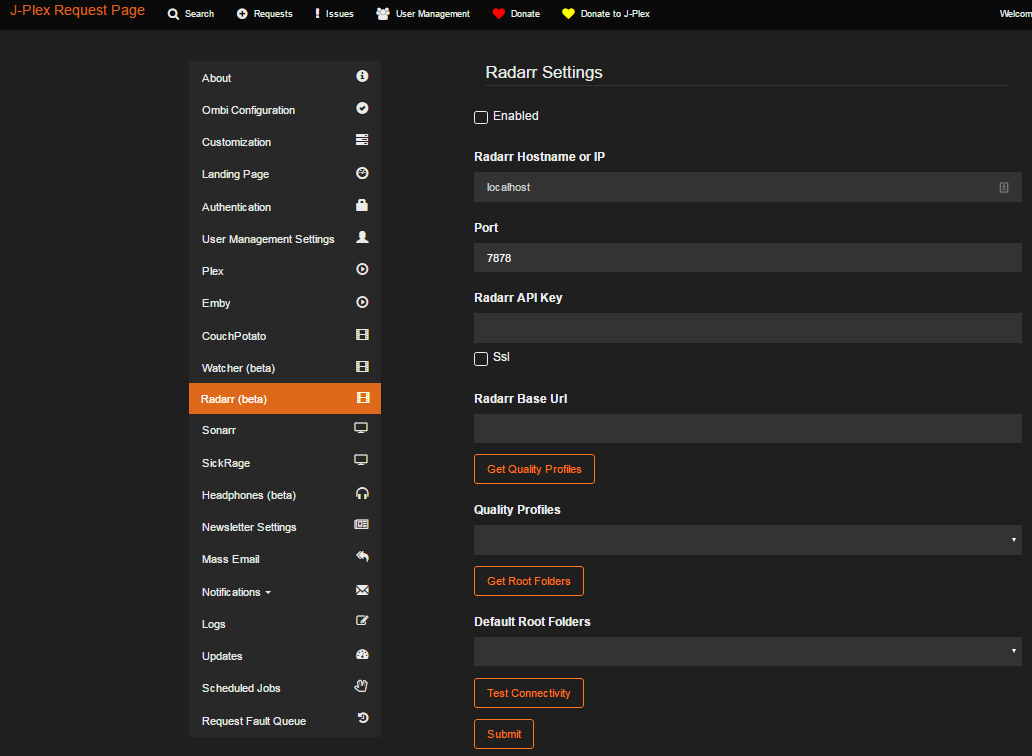 J-Plex Request Page Search Requests Issues User Management Donate Donate to J-Plex Welcom
About
Ombi Configuration
Customization
Landing Page
Authentication
User Management Settings
Plex
Emby
CouchPotato
Watcher (beta)
Radarr (beta)
Sonarr
SickRage
Headphones (beta)
Newsletter Settings
Mass Email
Notifications
Logs
Updates
Scheduled Jobs
Request Fault Queue
Radarr Settings
Enabled
Radarr Hostname or IP
localhost
Port
7878
Radarr API Key
Ssl
Radarr Base Url
Get Quality Profiles
Quality Profiles
Get Root Folders
Default Root Folders
Test Connectivity
Submit